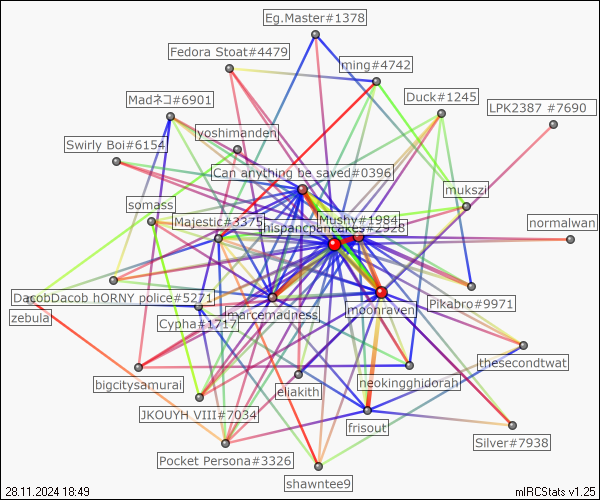 Eg.Master#1378
Fedora Stoat#4479
ming#4742
Madネコ#6901
Duck#1245
LPK2387 #7690
yoshimanden
Swirly Boi#6154
Can anything be saved#0396
mukszi
somass
Majestic#3375
Mushy#1984
hispancpancakes#2928
normalwan
DacobDacob hORNY police#5271
zebula
Cypha#1717
marcemadness
moonraven
Pikabro#9971
thesecondtwat
bigcitysamurai
eliakith
neokingghidorah
JKOUYH VIII#7034
frisout
Silver#7938
Pocket Persona#3326
shawntee9
28.11.2024 18:49
mIRCStats v1.25